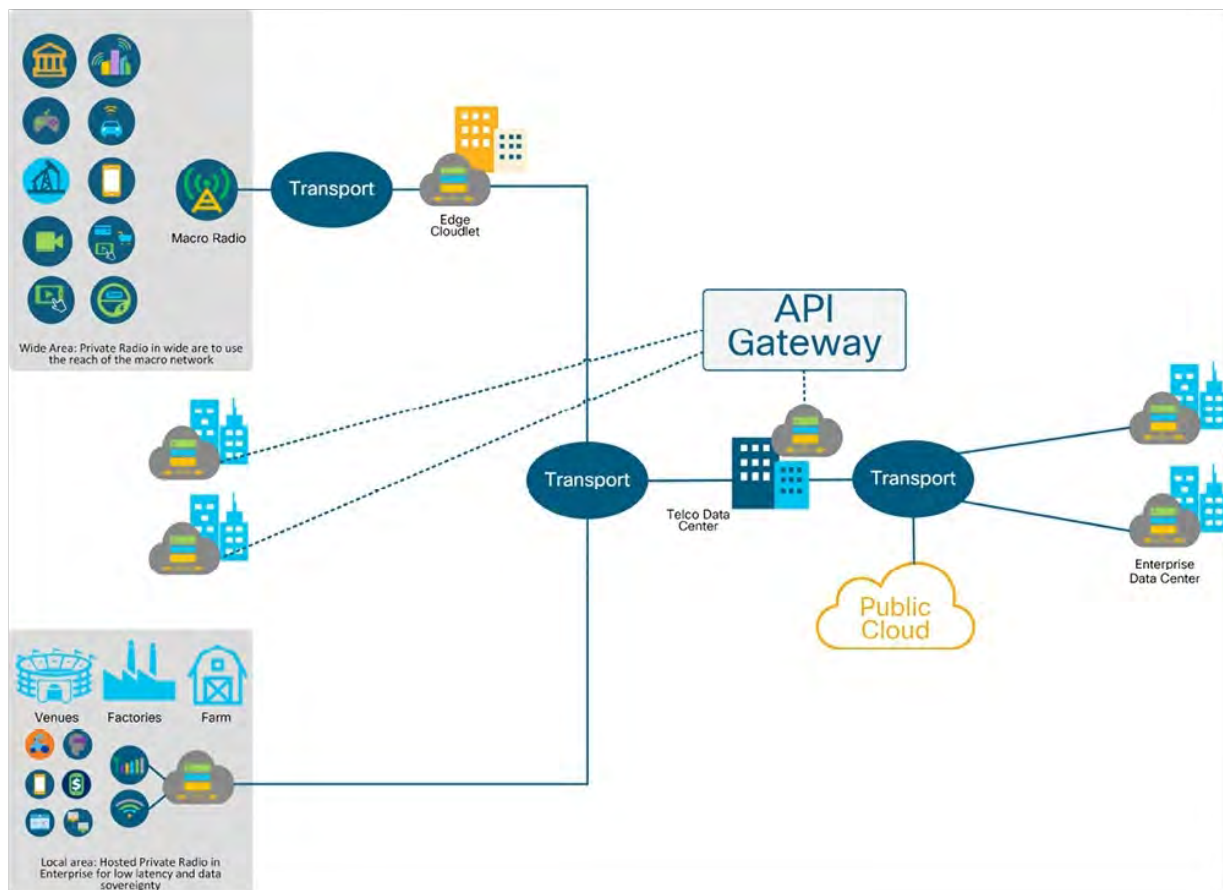 Transport
Macro Radio
Edge
Cloudlet
Wide Area: Private Radio in wide are to use
the reach of the macro network
API
Gateway
Transport
Telco Data
Center
Transport
Enterprise
Data Center
Public
Cloud
Venues
Factories
Farm
Local area: Hosted Private Radio in
Enterprise for low latency and data
sovereignty